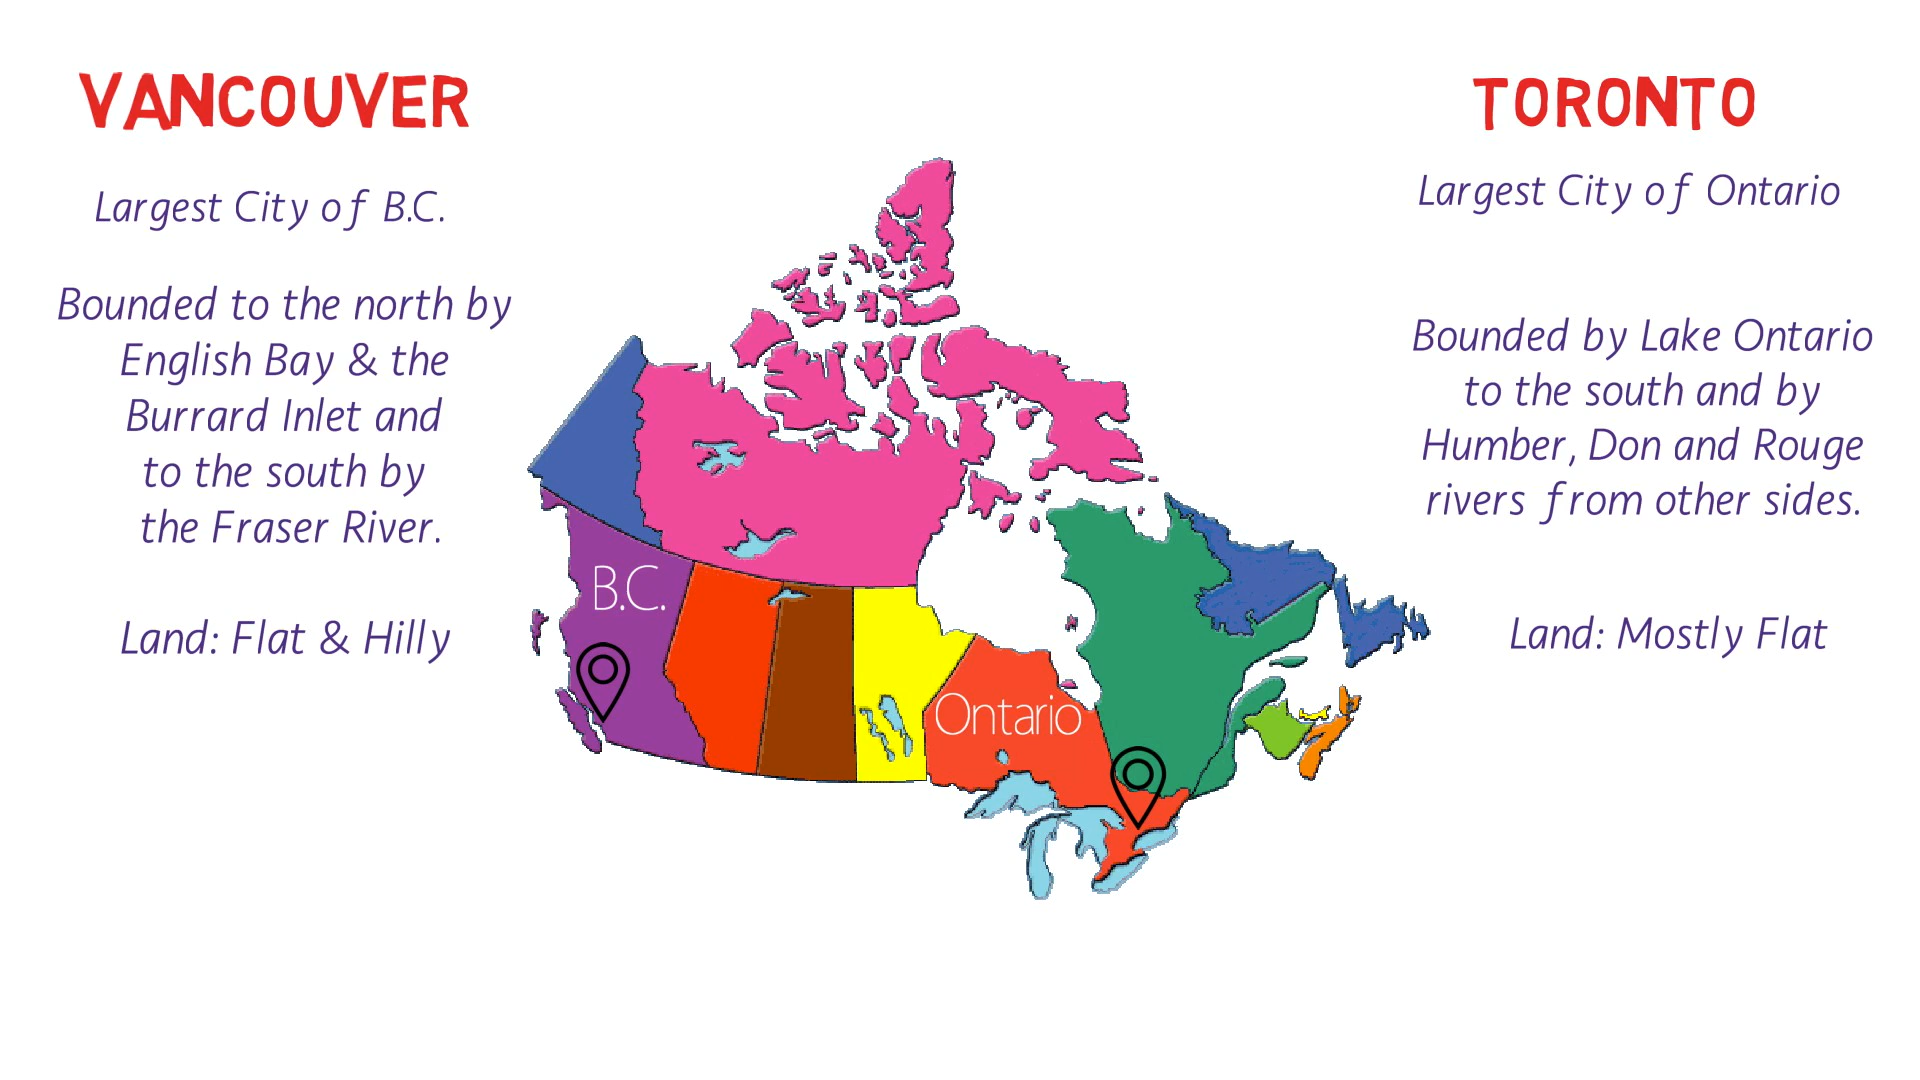 VANCOUVER
Largest City of B.C.
Bounded to the north by
English Bay & the
Burrard Inlet and
to the south by
the Fraser River.
Land: Flat & Hilly
B.C.
Ontario
TORONTO
Largest City of Ontario
Bounded by Lake Ontario
to the south and by
Humber, Don and Rouge
rivers from other sides.
Land: Mostly Flat